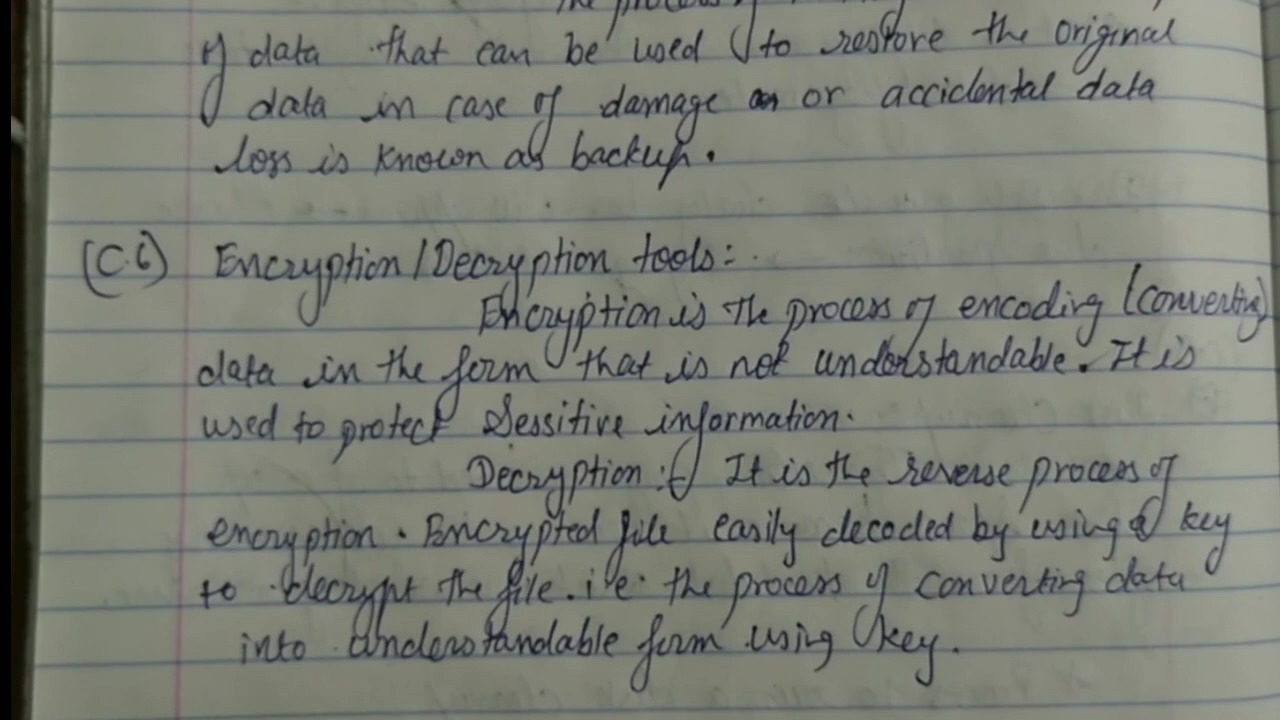 The process
of data that can be used to restore the original
data in case of damage or or accidental data
loss is known as backup.
(C.6) Encryption/Decryption tools:-
Encryption is the process of encoding (converting)
data in the form that is not understandable. It is
used to protect Sessitive information.
Decryption :- It is the reverse process of
encryption. Encrypted file easily decoded by using a key
to decrypt the file. i.e. the process of converting data
into understandable form using key.